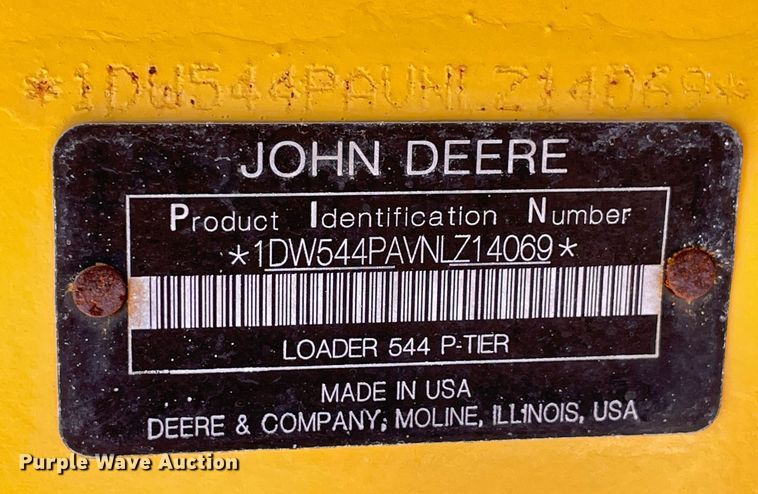 *1DW544PAVNLZ14069*
JOHN DEERE
Product Identification Number
*1DW544PAVNLZ14069*
LOADER 544 P-TIER
MADE IN USA
DEERE & COMPANY, MOLINE, ILLINOIS, USA
Purple Wave Auction